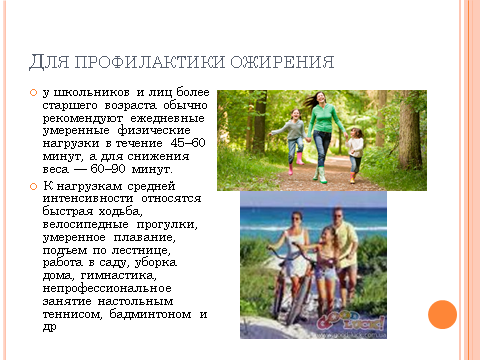 Для профилактики ожирения
у школьников и лиц более
старшего возраста обычно
рекомендуют ежедневные
умеренные физические
нагрузки в течение 45–60
минут, а для снижения
веса — 60–90 минут.
К нагрузкам средней
интенсивности относятся
быстрая ходьба,
велосипедные прогулки,
умеренное плавание,
подъем по лестнице,
работа в саду, уборка
дома, гимнастика,
непрофессиональное
занятие настольным
теннисом, бадминтоном и
др